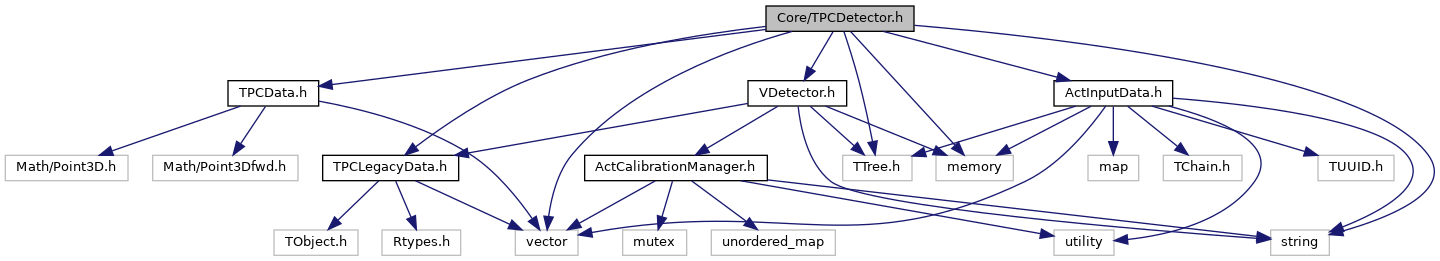 Core/TPCDetector.h
TPCData.h
VDetector.h
ActInputData.h
Math/Point3D.h
Math/Point3Dfwd.h
TPCLegacyData.h
ActCalibrationManager.h
TTree.h
memory
map
TChain.h
TUUID.h
TObject.h
Rtypes.h
vector
mutex
unordered_map
utility
string